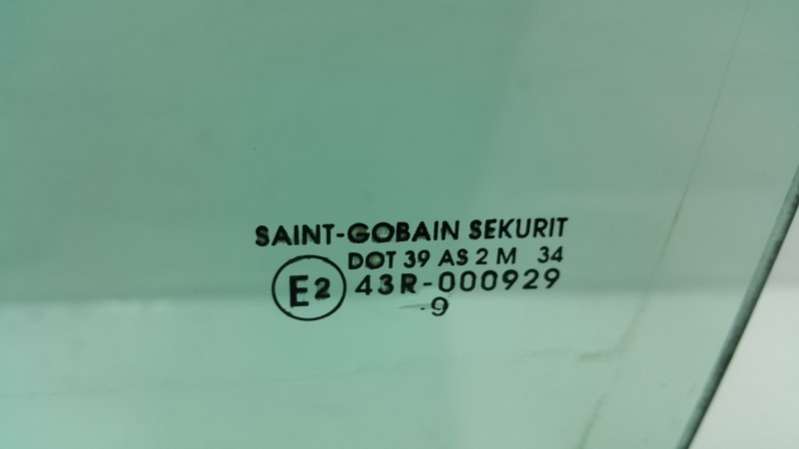 SAINT-GOBAIN SEKURIT
DOT 39 AS 2 M 34
E2 43R-000929
.9